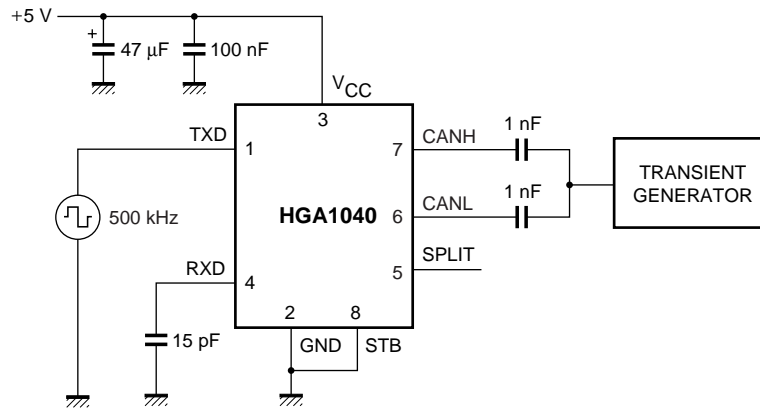 +5 V
+
47 μF
100 nF
VCC
TXD
3
1
7
CANH
1 nF
TRANSIENT
GENERATOR
500 kHz
HGA1040
6
CANL
1 nF
RXD
4
5
SPLIT
2
8
15 pF
GND
STB